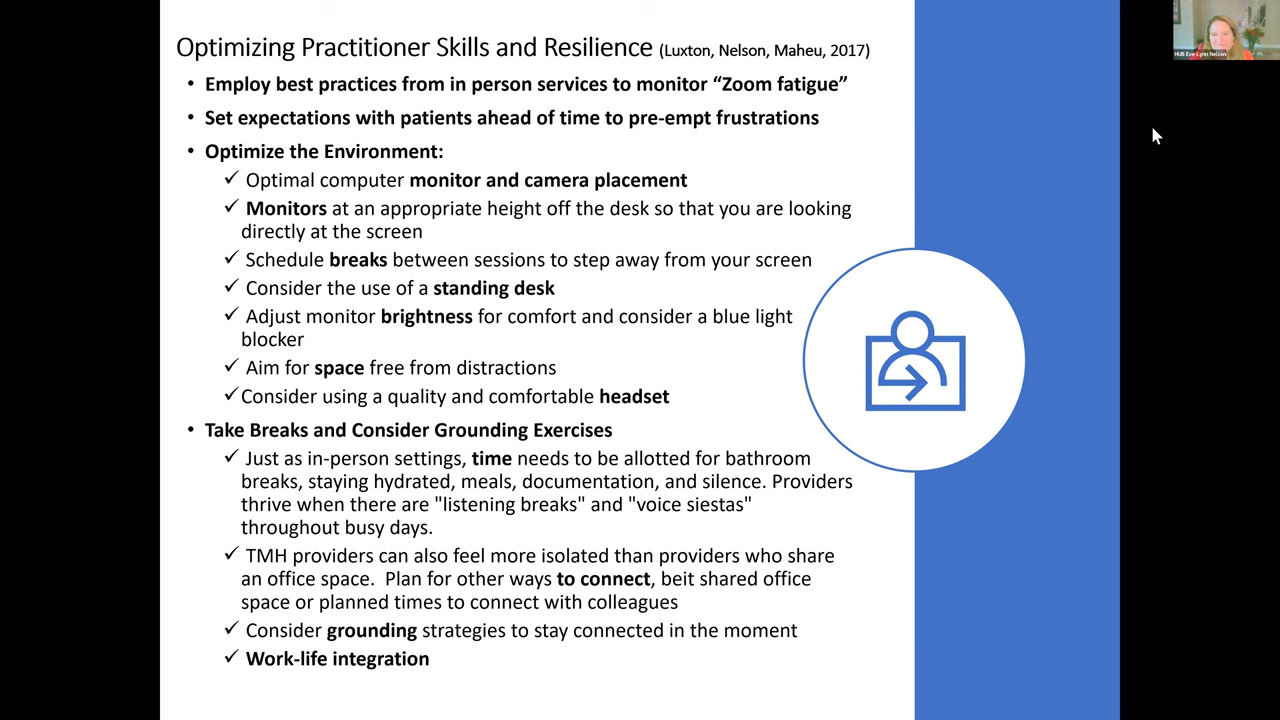 Optimizing Practitioner Skills and Resilience (Luxton, Nelson, Maheu, 2017)
HUB Eve-Lynn Nelson
• Employ best practices from in person services to monitor “Zoom fatigue”
• Set expectations with patients ahead of time to pre-empt frustrations
• Optimize the Environment:
✓ Optimal computer monitor and camera placement
✓ Monitors at an appropriate height off the desk so that you are looking
directly at the screen
✓ Schedule breaks between sessions to step away from your screen
✓ Consider the use of a standing desk
✓ Adjust monitor brightness for comfort and consider a blue light
blocker
✓ Aim for space free from distractions
✓ Consider using a quality and comfortable headset
• Take Breaks and Consider Grounding Exercises
✓ Just as in-person settings, time needs to be allotted for bathroom
breaks, staying hydrated, meals, documentation, and silence. Providers
thrive when there are "listening breaks" and "voice siestas"
throughout busy days.
✓ TMH providers can also feel more isolated than providers who share
an office space.  Plan for other ways to connect, beit shared office
space or planned times to connect with colleagues
✓ Consider grounding strategies to stay connected in the moment
✓ Work-life integration